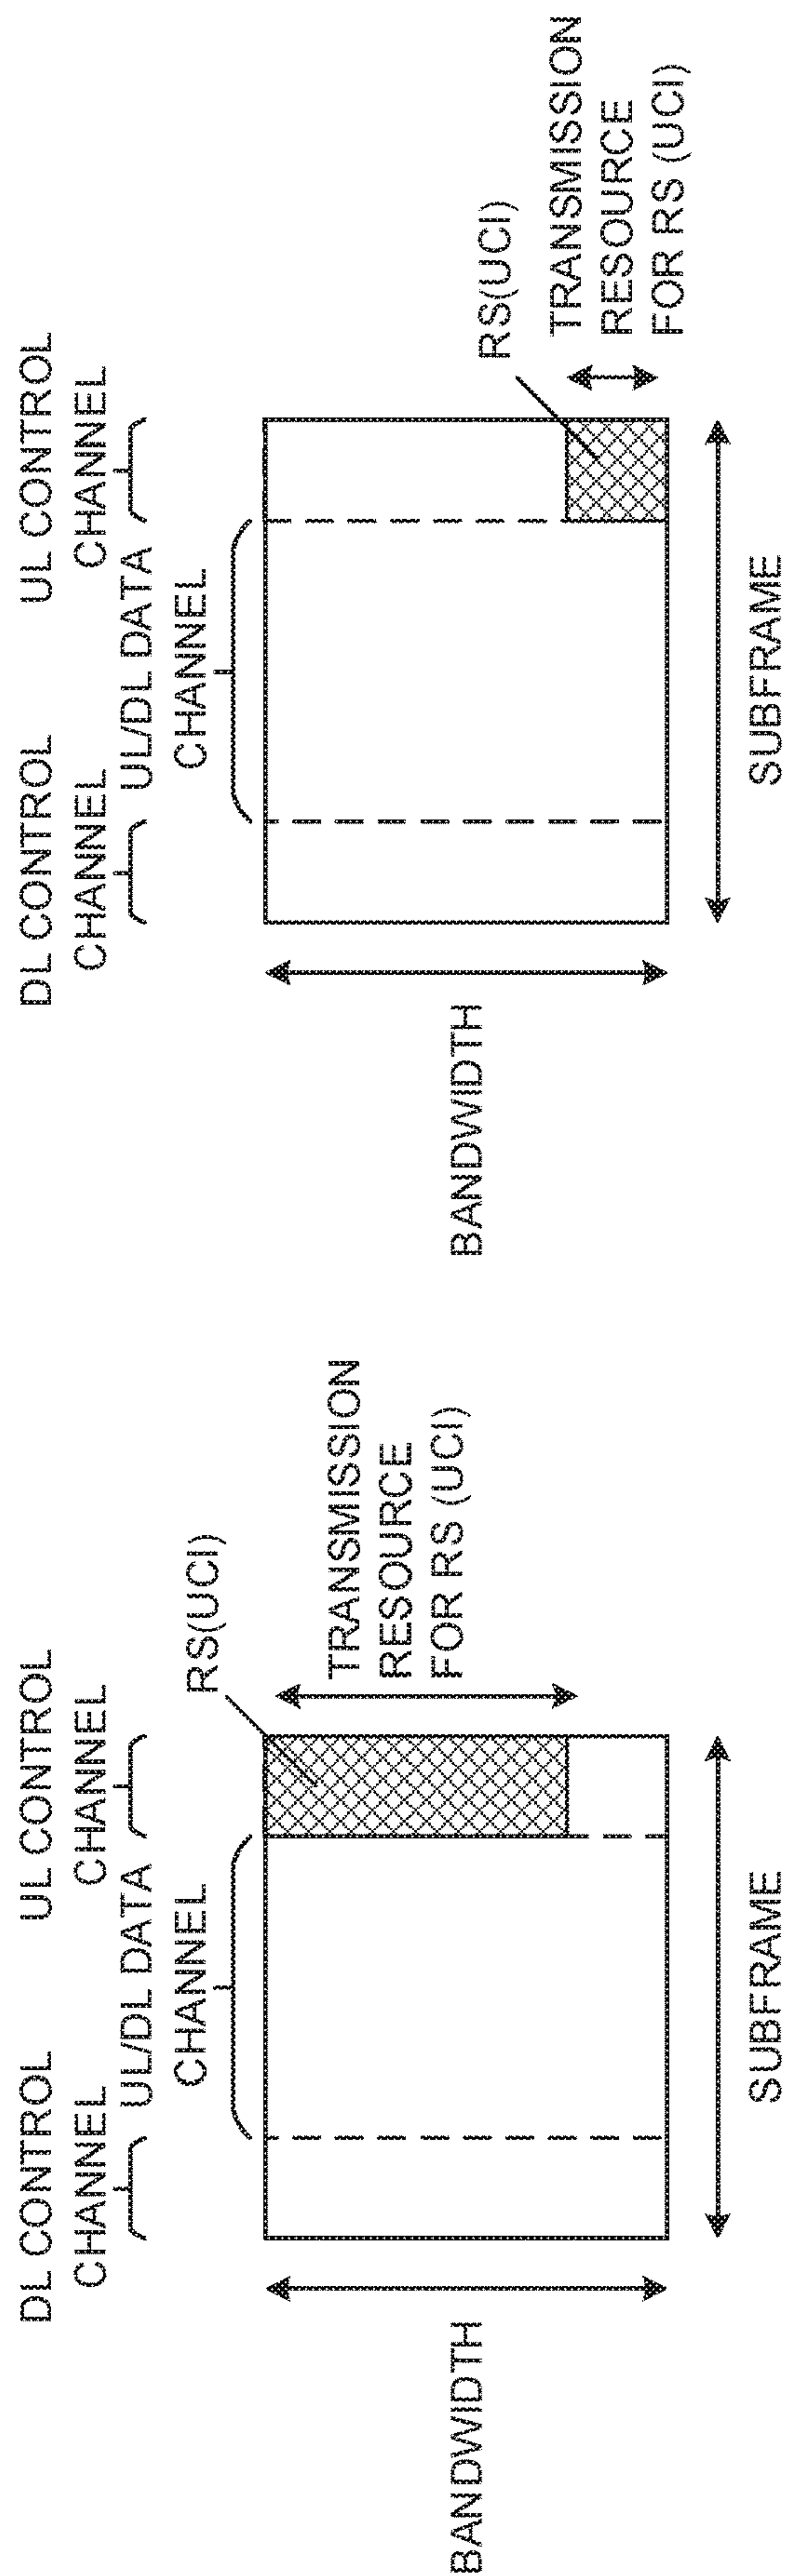 DL CONTROL
CHANNEL
UL/DL DATA
CHANNEL
UL CONTROL
CHANNEL
RS(UCI)
TRANSMISSION
RESOURCE
FOR RS (UCI)
BANDWIDTH
SUBFRAME
DL CONTROL
CHANNEL
UL/DL DATA
CHANNEL
UL CONTROL
CHANNEL
RS(UCI)
TRANSMISSION
RESOURCE
FOR RS (UCI)
BANDWIDTH
SUBFRAME